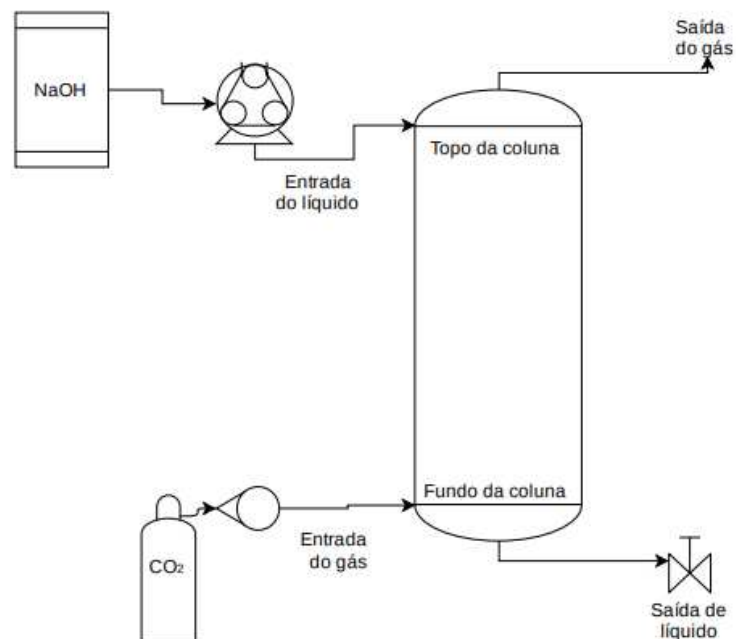 Saída
do gás
NaOH
Topo da coluna
Entrada
do líquido
Fundo da coluna
Entrada
do gás
CO2
Saída de
líquido